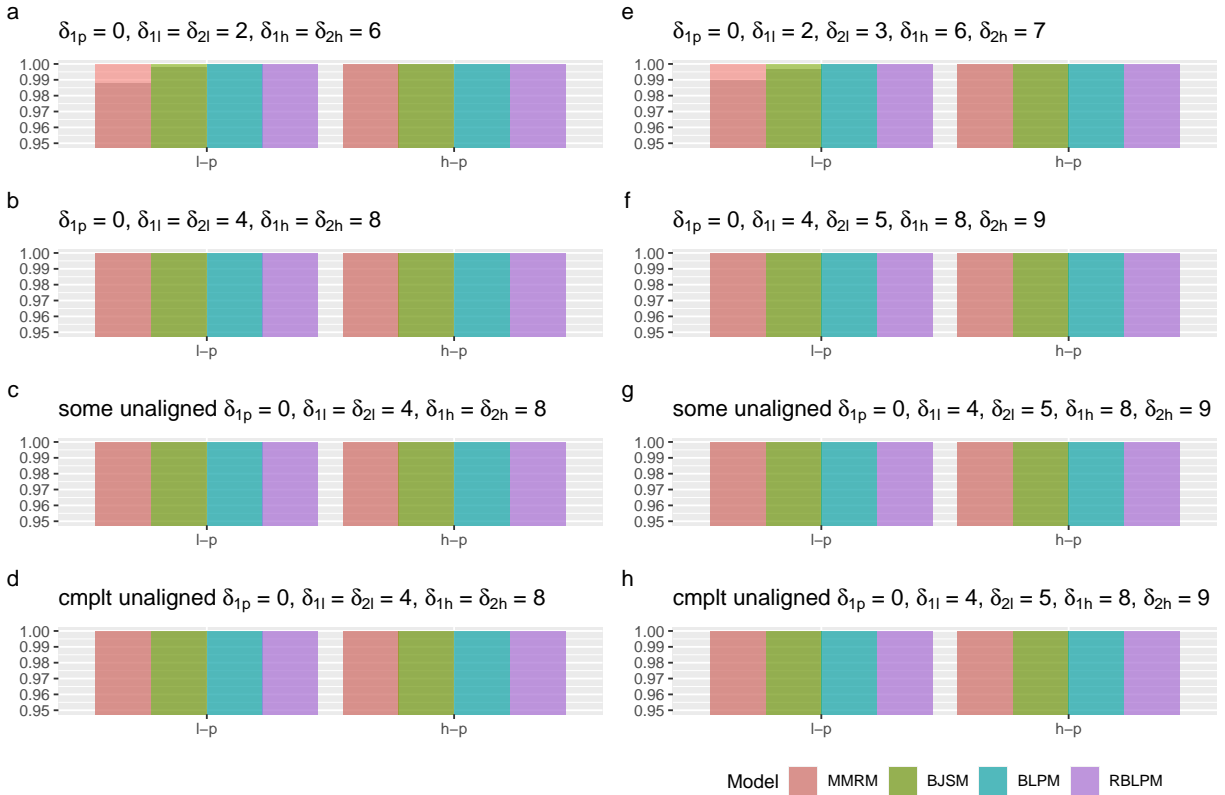 a
δ1p = 0, δ1l = δ2l = 2, δ1h = δ2h = 6
1.00
0.99
0.98
0.97
0.96
0.95
l−p
h−p
b
δ1p = 0, δ1l = δ2l = 4, δ1h = δ2h = 8
1.00
0.99
0.98
0.97
0.96
0.95
l−p
h−p
c
some unaligned δ1p = 0, δ1l = δ2l = 4, δ1h = δ2h = 8
1.00
0.99
0.98
0.97
0.96
0.95
l−p
h−p
d
cmplt unaligned δ1p = 0, δ1l = δ2l = 4, δ1h = δ2h = 8
1.00
0.99
0.98
0.97
0.96
0.95
l−p
h−p
e
δ1p = 0, δ1l = 2, δ2l = 3, δ1h = 6, δ2h = 7
1.00
0.99
0.98
0.97
0.96
0.95
l−p
h−p
f
δ1p = 0, δ1l = 4, δ2l = 5, δ1h = 8, δ2h = 9
1.00
0.99
0.98
0.97
0.96
0.95
l−p
h−p
g
some unaligned δ1p = 0, δ1l = 4, δ2l = 5, δ1h = 8, δ2h = 9
1.00
0.99
0.98
0.97
0.96
0.95
l−p
h−p
h
cmplt unaligned δ1p = 0, δ1l = 4, δ2l = 5, δ1h = 8, δ2h = 9
1.00
0.99
0.98
0.97
0.96
0.95
l−p
h−p
Model MMRM BJSM BLPM RBLPM